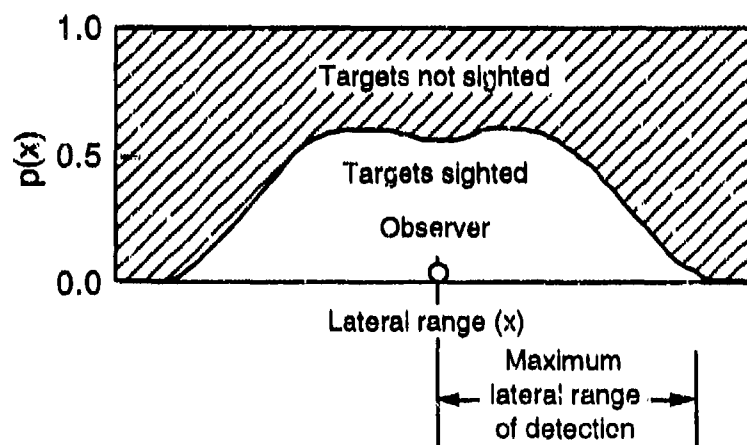 1.0
Targets not sighted
p(x)
0.5
Targets sighted
Observer
0.0
Lateral range (x)
Maximum
lateral range
of detection